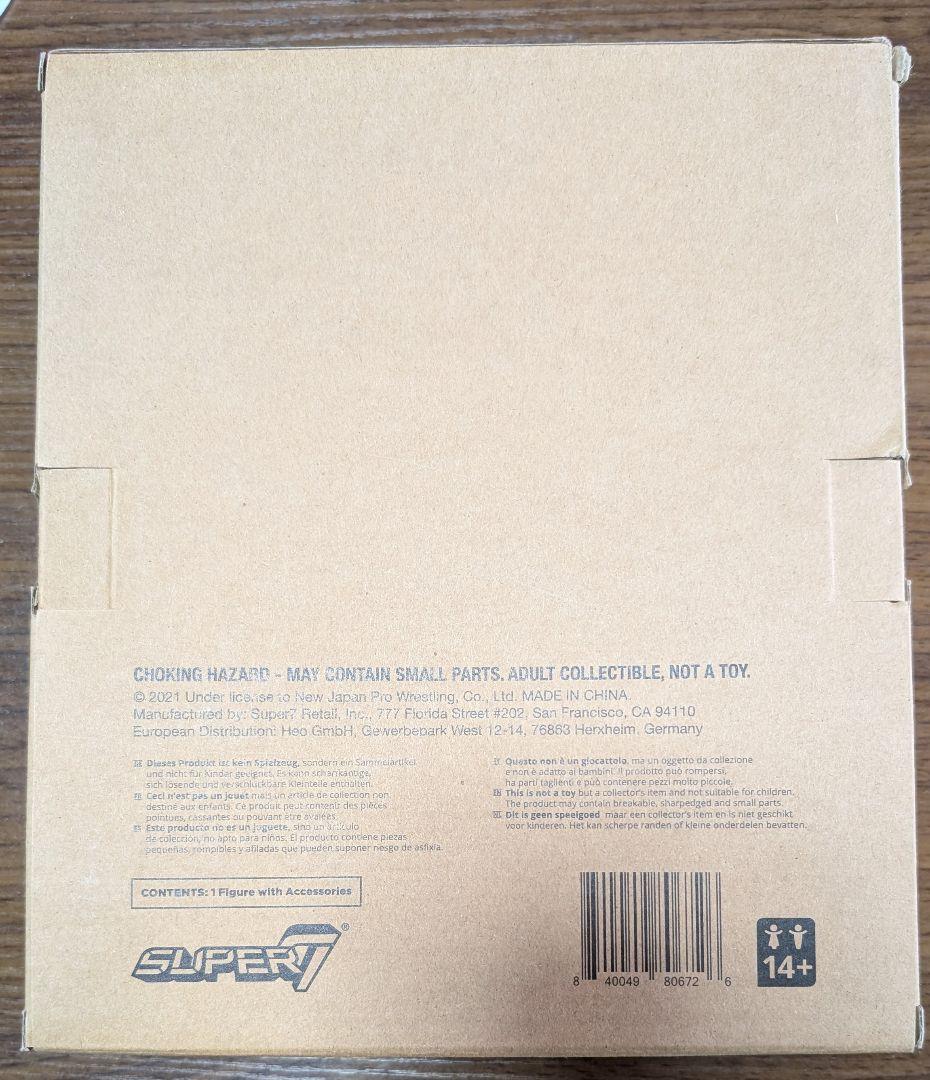 CHOKING HAZARD - MAY CONTAIN SMALL PARTS. ADULT COLLECTIBLE, NOT A TOY.
© 2021 Under license to New Japan Pro Wrestling, Co., Ltd. MADE IN CHINA.
Manufactured by: Super7 Retail, Inc., 777 Florida Street #202, San Francisco, CA 94110
European Distribution: Heo GmbH, Gewerbepark West 12-14, 76863 Herxheim, Germany
DE Dieses Produkt ist kein Spielzeug, sondern ein Sammelartikel
und nicht für Kinder geeignet. Es kann scharfkantige,
sich lösende und verschluckbare Kleinteile enthalten.
FR Ceci n'est pas un jouet mais un article de collection non
destiné aux enfants. Ce produit peut contenir des pièces
pointues, cassantes ou pouvant être avalées.
ES Este producto no es un juguete, sino un artículo
de colección, no apto para niños. El producto contiene piezas
pequeñas, rompibles y afiladas que pueden suponer riesgo de asfixia.
IT Questo non è un giocattolo, ma un oggetto da collezione
e non è adatto ai bambini. Il prodotto può rompersi,
ha parti taglienti e può contenere pezzi molto piccole.
EN This is not a toy but a collector's item and not suitable for children.
The product may contain breakable, sharpedged and small parts.
NL Dit is geen speelgoed maar een collector's item en is niet geschikt
voor kinderen. Het kan scherpe randen of kleine onderdelen bevatten.
CONTENTS: 1 Figure with Accessories
SUPER7®
8 40049 80672 6
14+